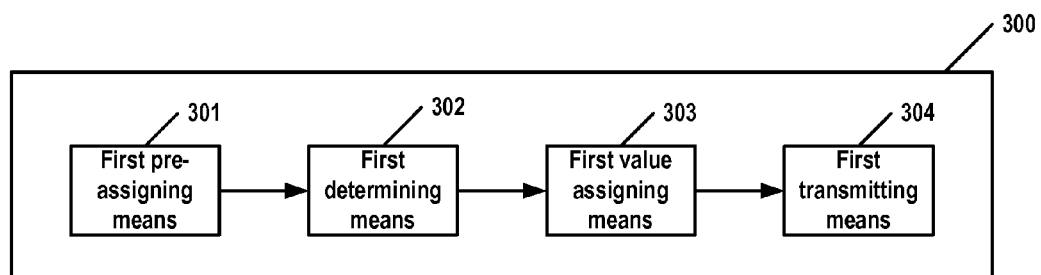 300
301
302
303
304
First pre-
assigning
means
First
determining
means
First value
assigning
means
First
transmitting
means